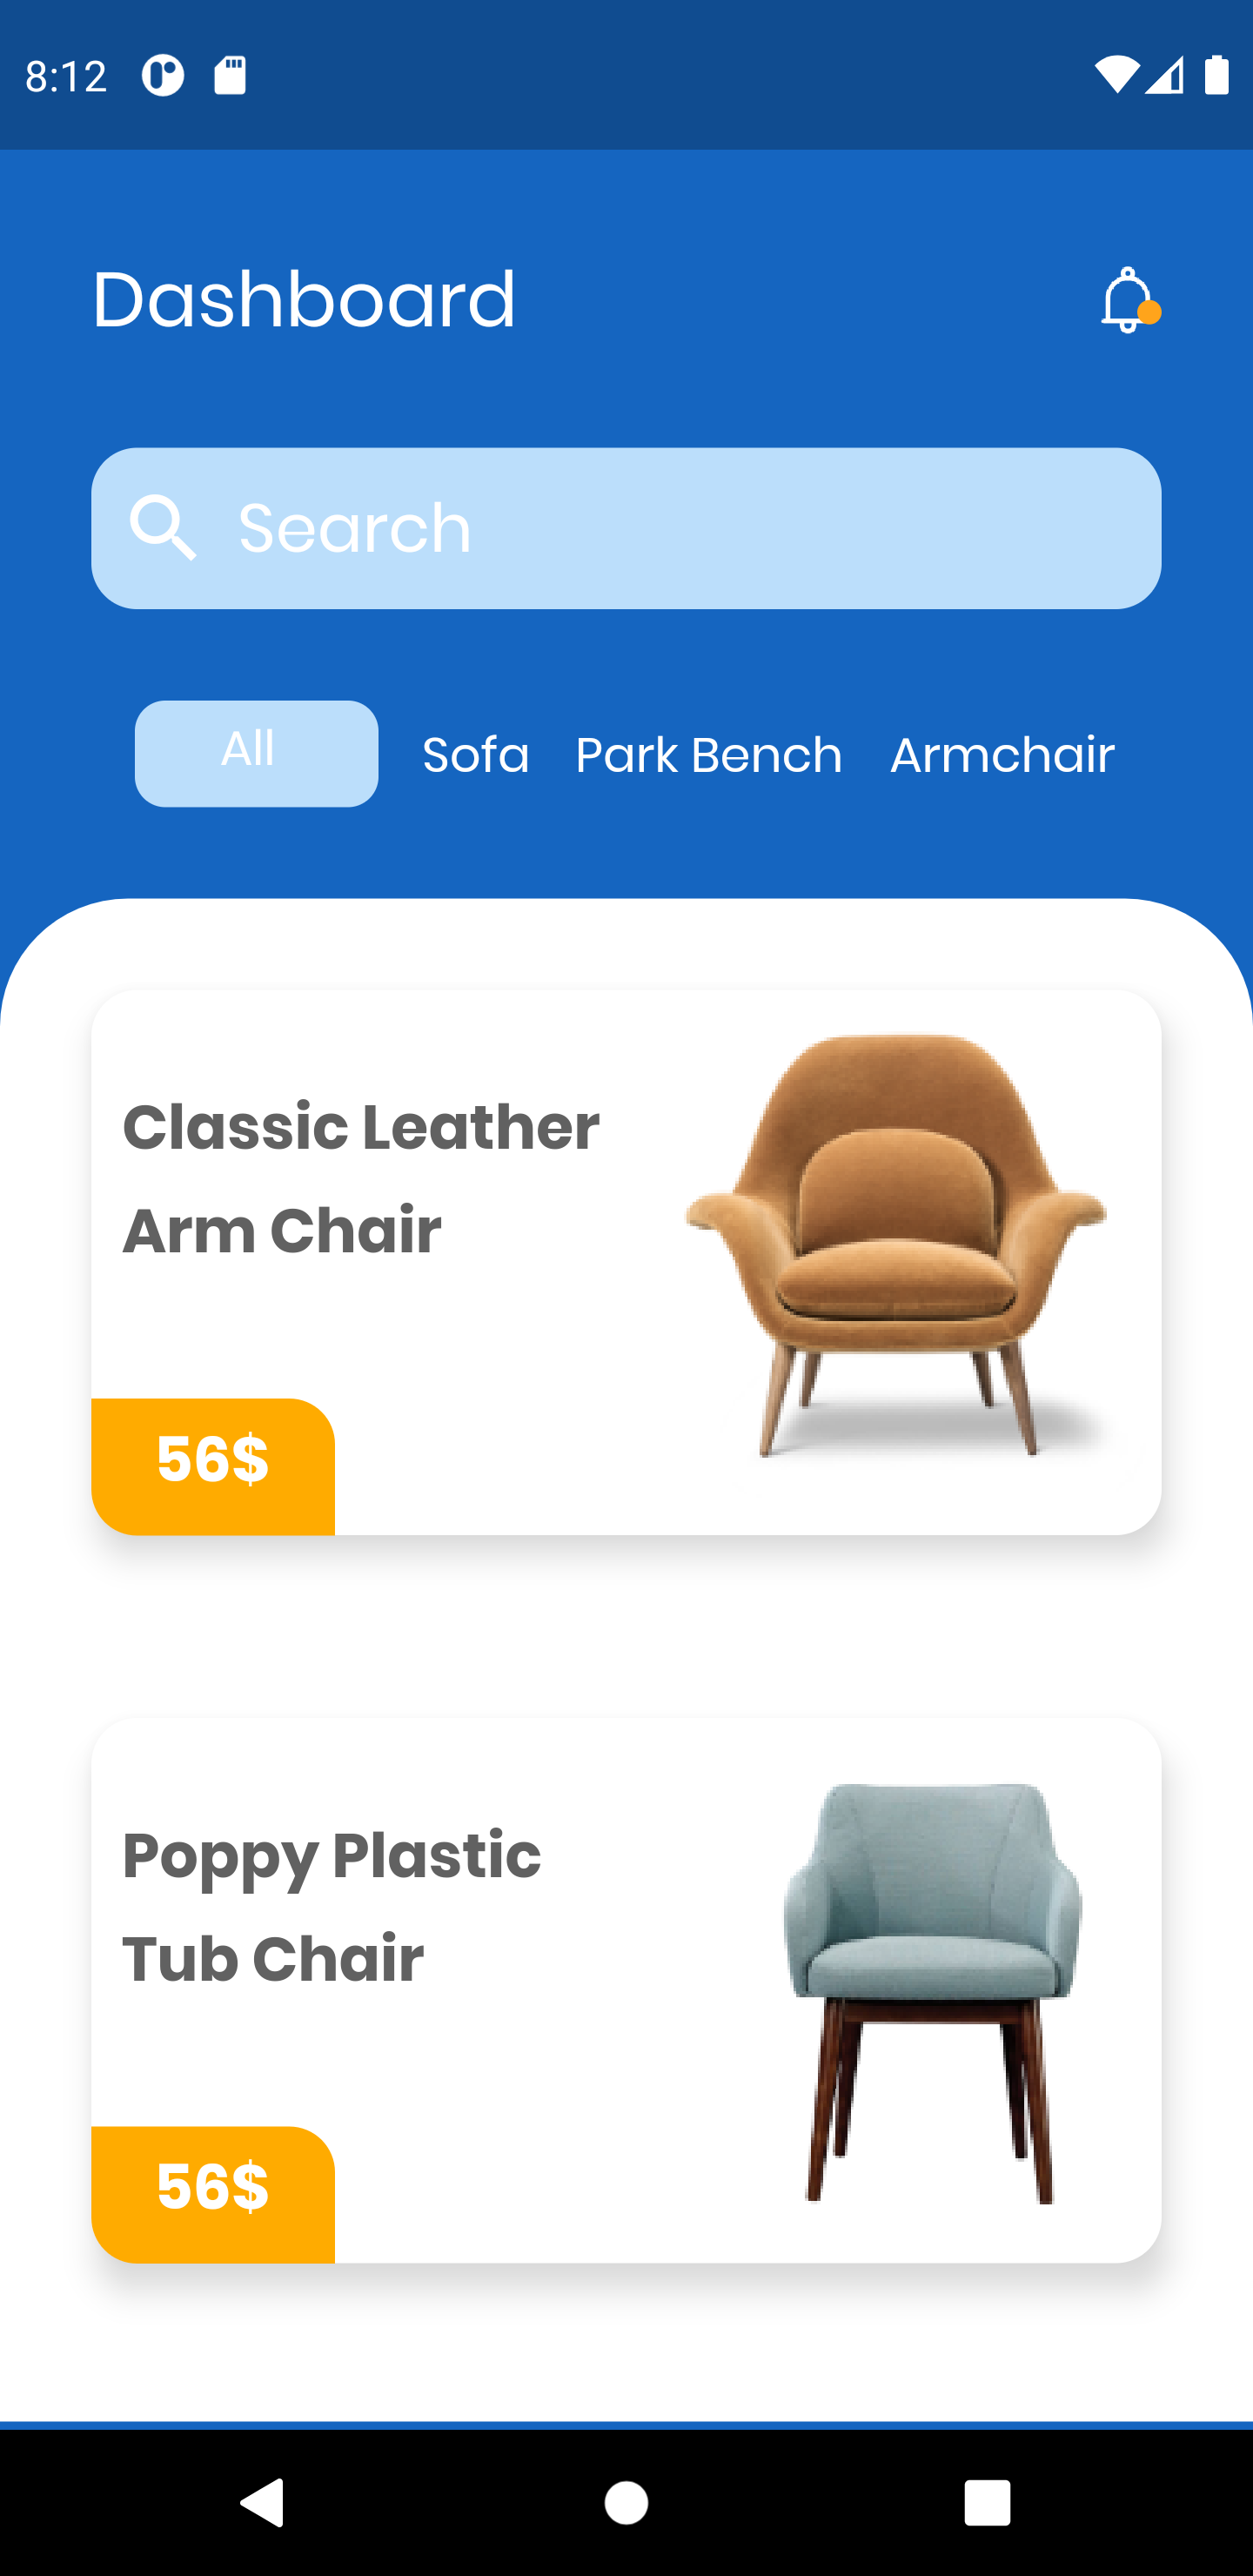 8:12
Dashboard
Search
All Sofa Park Bench Armchair
Classic Leather
Arm Chair
56$
Poppy Plastic
Tub Chair
56$